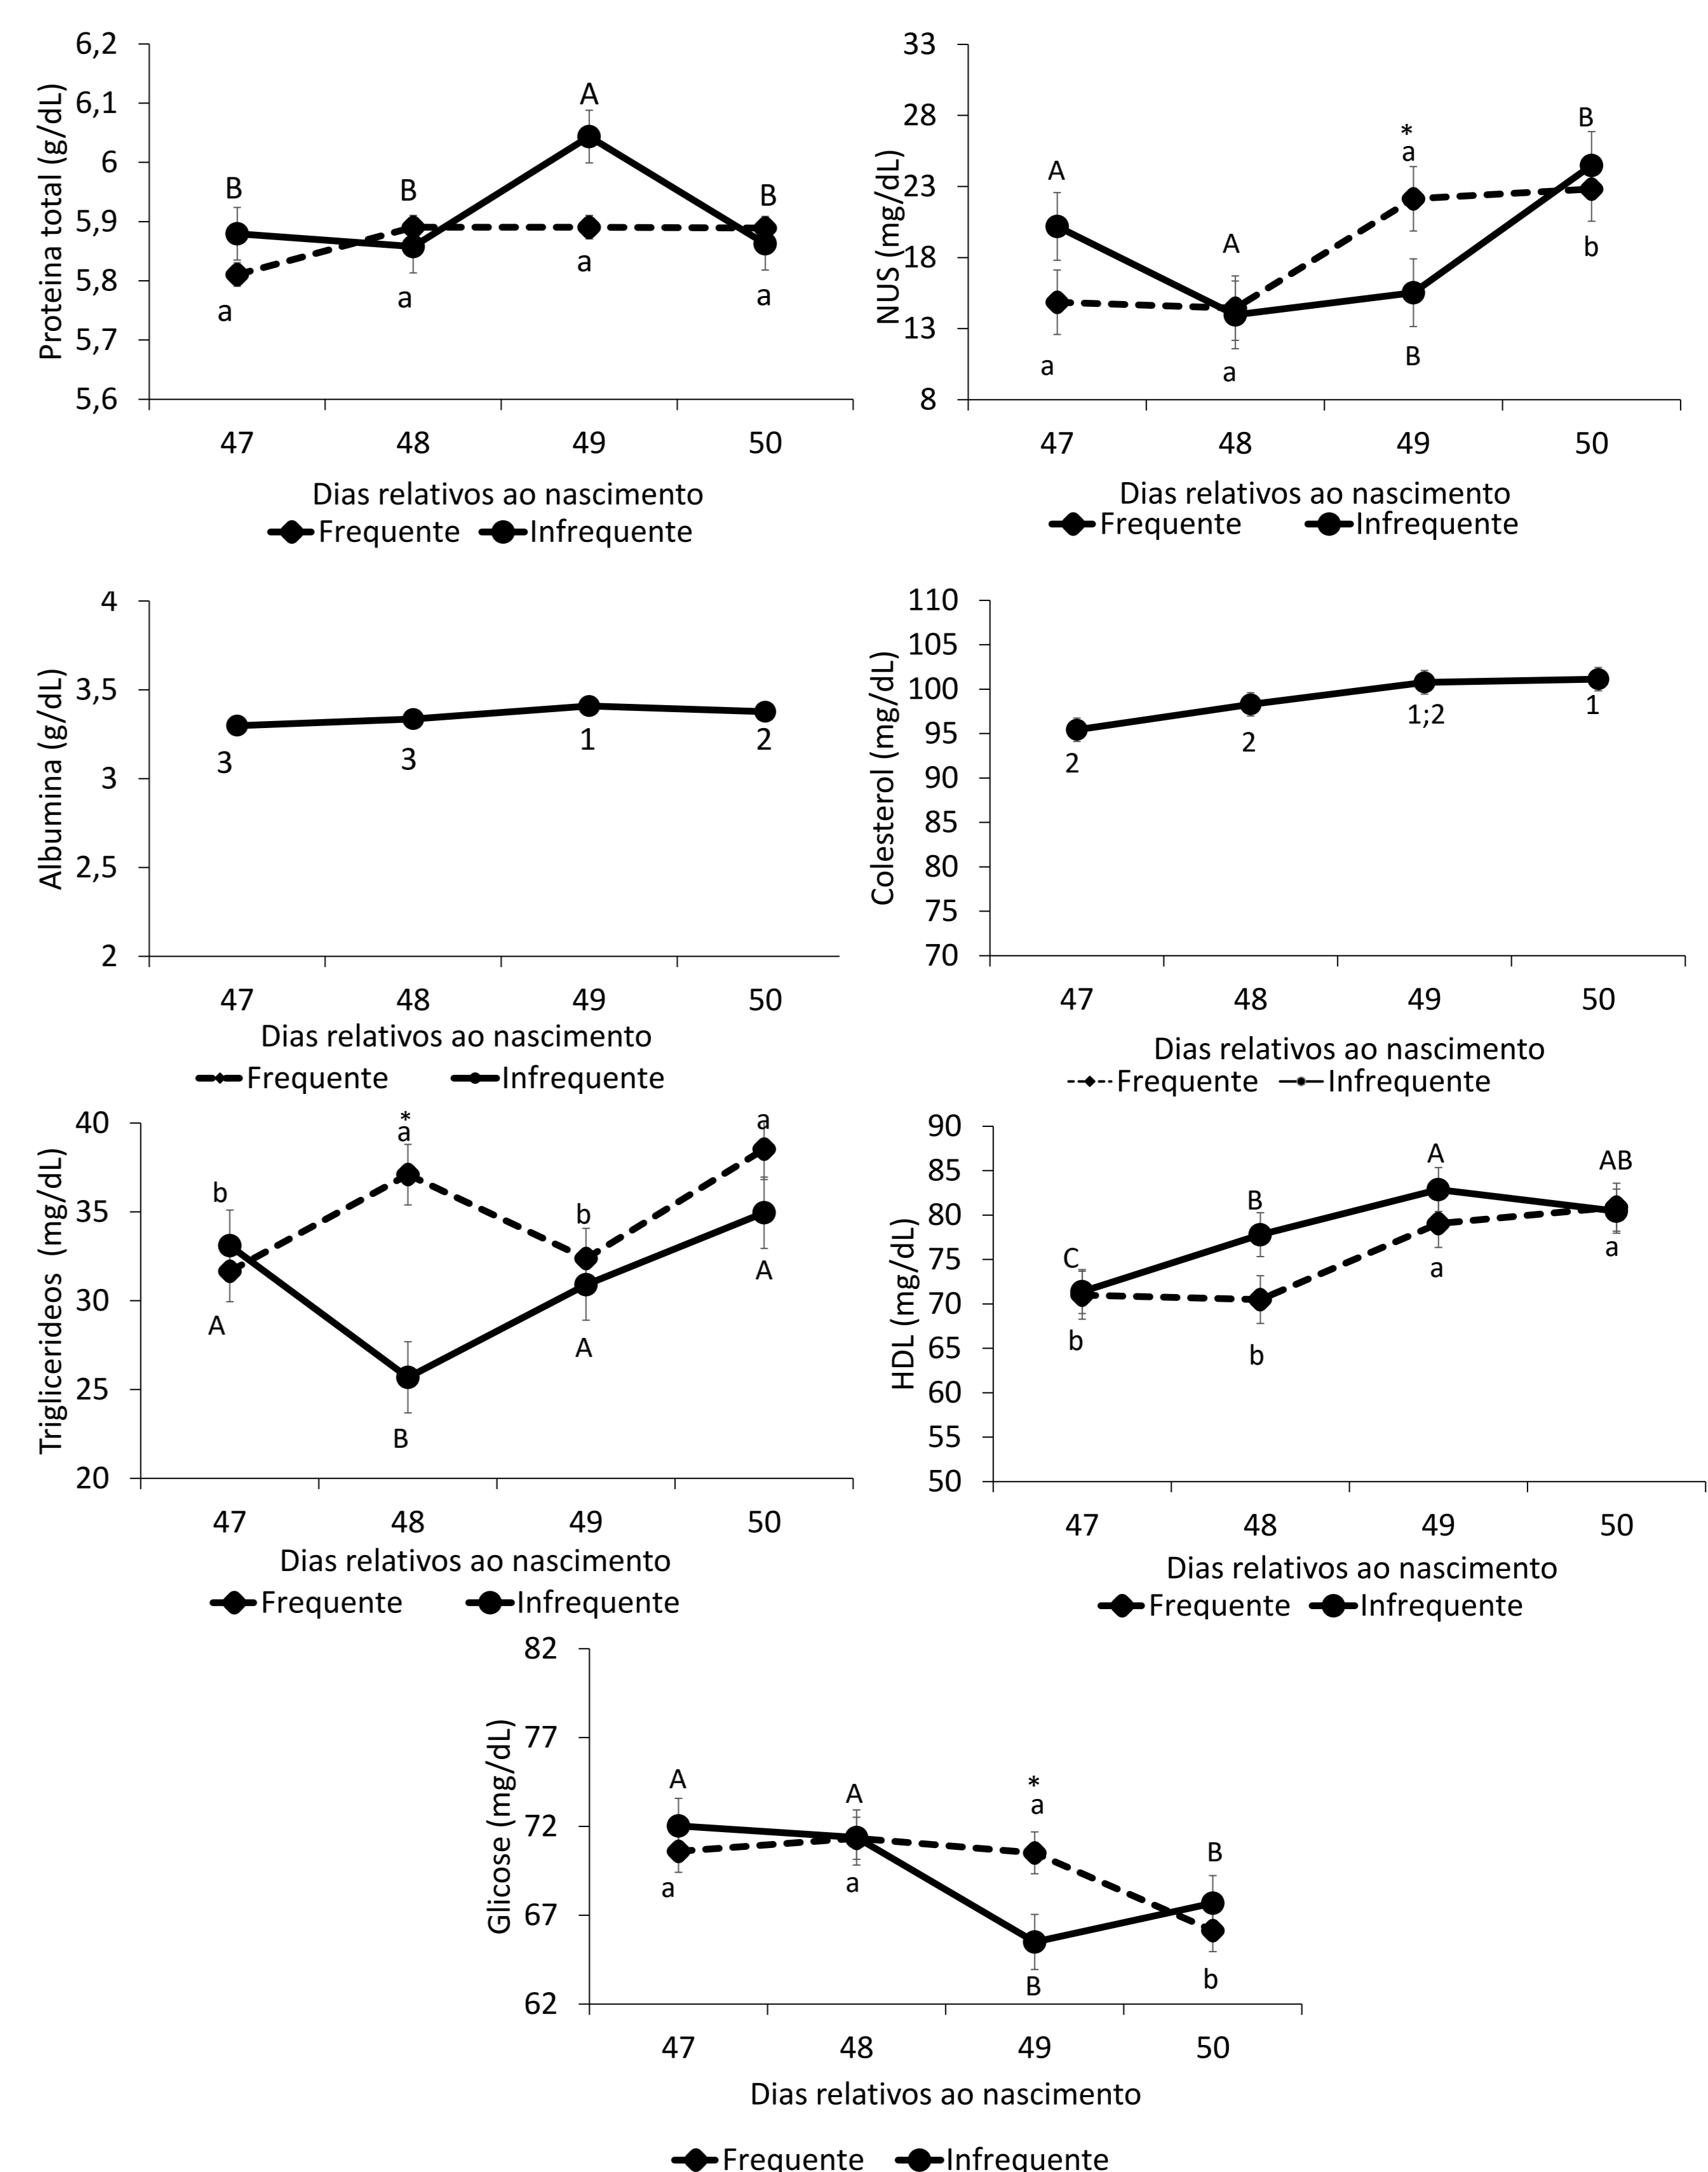 Proteina total (g/dL)
6,2
6,1
6
5,9
5,8
5,7
5,6
A
B
B
B
a
a
a
a
47 48 49 50
Dias relativos ao nascimento
Frequente Infrequente
NUS (mg/dL)
33
28
23
18
13
8
*
a
B
A
A
b
a
a
B
47 48 49 50
Dias relativos ao nascimento
Frequente Infrequente
Albumina (g/dL)
4
3,5
3
2,5
2
3 3 1 2
47 48 49 50
Dias relativos ao nascimento
Frequente Infrequente
Colesterol (mg/dL)
110
105
100
95
90
85
80
75
70
2 2 1;2 1
47 48 49 50
Dias relativos ao nascimento
Frequente Infrequente
Triglicerideos (mg/dL)
40
35
30
25
20
*
a
a
b
b
A
B
A
A
47 48 49 50
Dias relativos ao nascimento
Frequente Infrequente
HDL (mg/dL)
90
85
80
75
70
65
60
55
50
C
B
A
AB
b
b
a
a
47 48 49 50
Dias relativos ao nascimento
Frequente Infrequente
Glicose (mg/dL)
82
77
72
67
62
A
A
*
a
B
a
a
B
b
47 48 49 50
Dias relativos ao nascimento
Frequente Infrequente